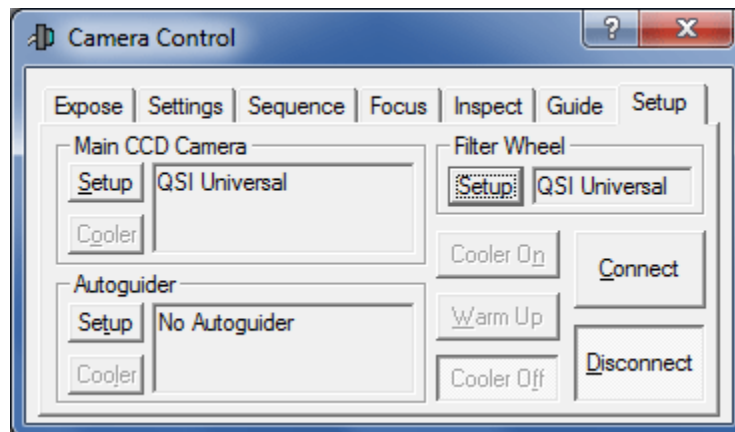 Camera Control
?
X
Expose Settings Sequence Focus Inspect Guide Setup
Main CCD Camera
Setup
QSI Universal
Cooler
Filter Wheel
Setup
QSI Universal
Autoguider
Setup
No Autoguider
Cooler
Cooler On
Warm Up
Cooler Off
Connect
Disconnect